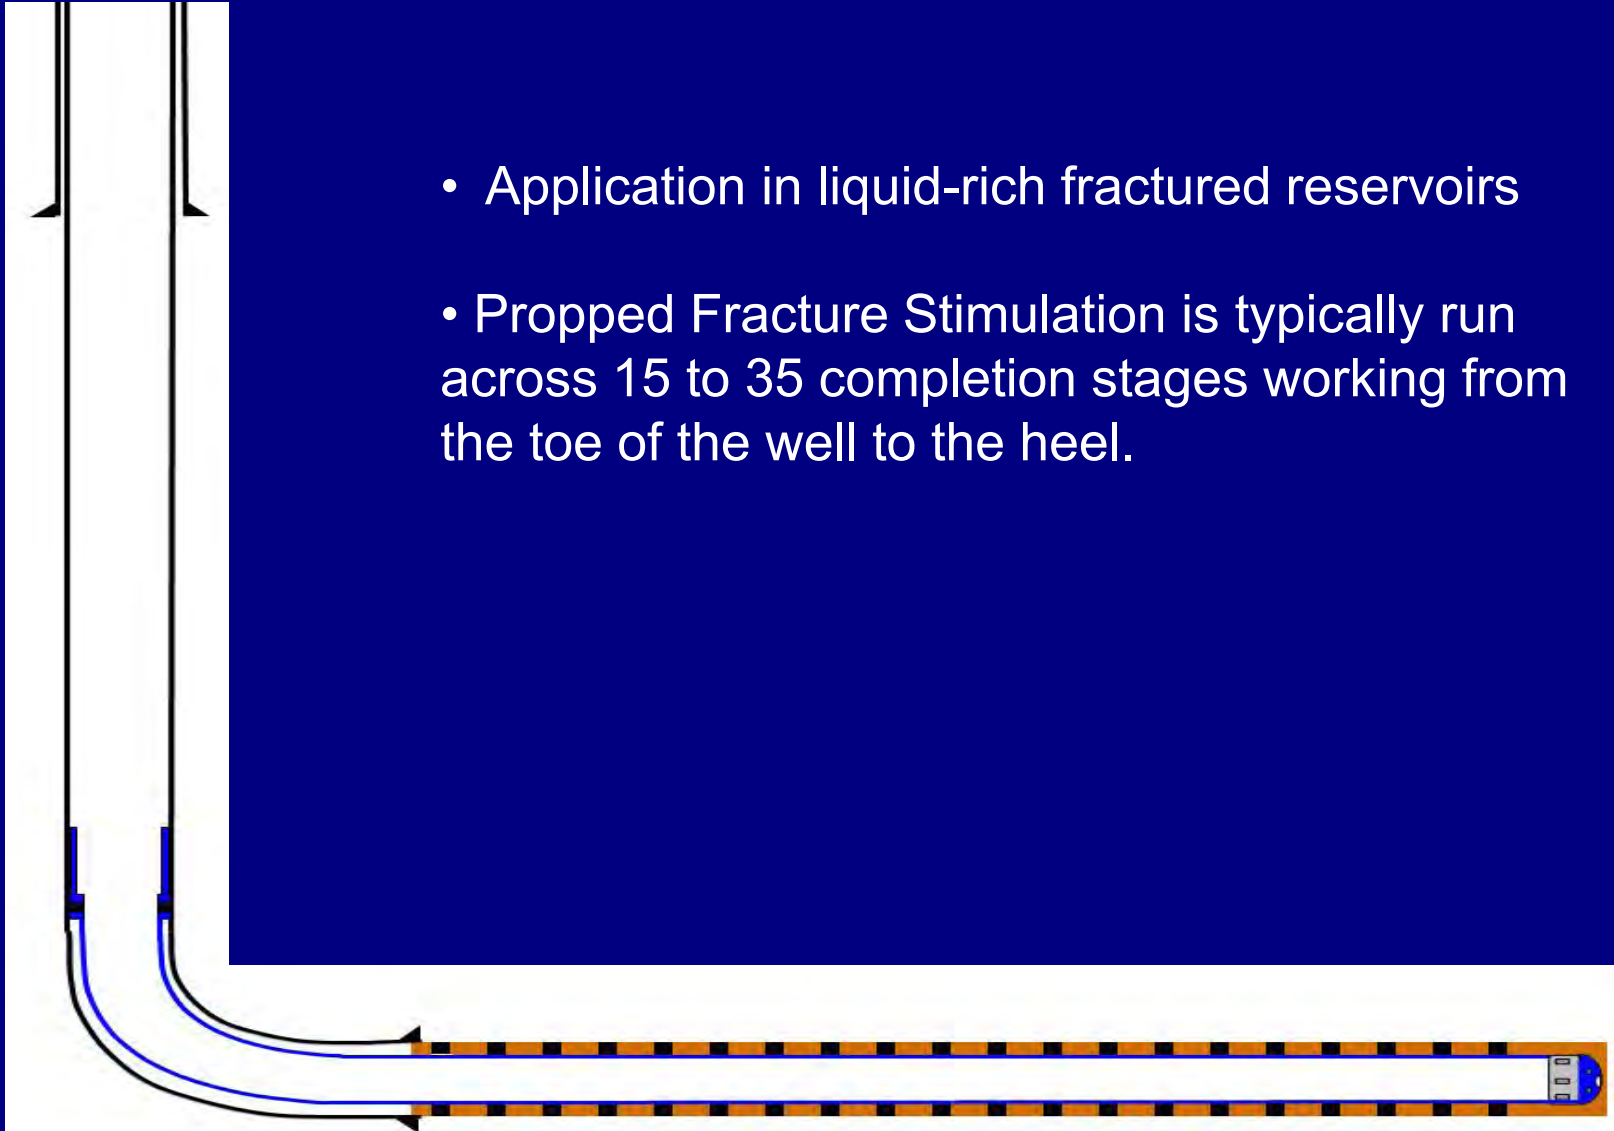 • Application in liquid-rich fractured reservoirs
• Propped Fracture Stimulation is typically run
across 15 to 35 completion stages working from
the toe of the well to the heel.